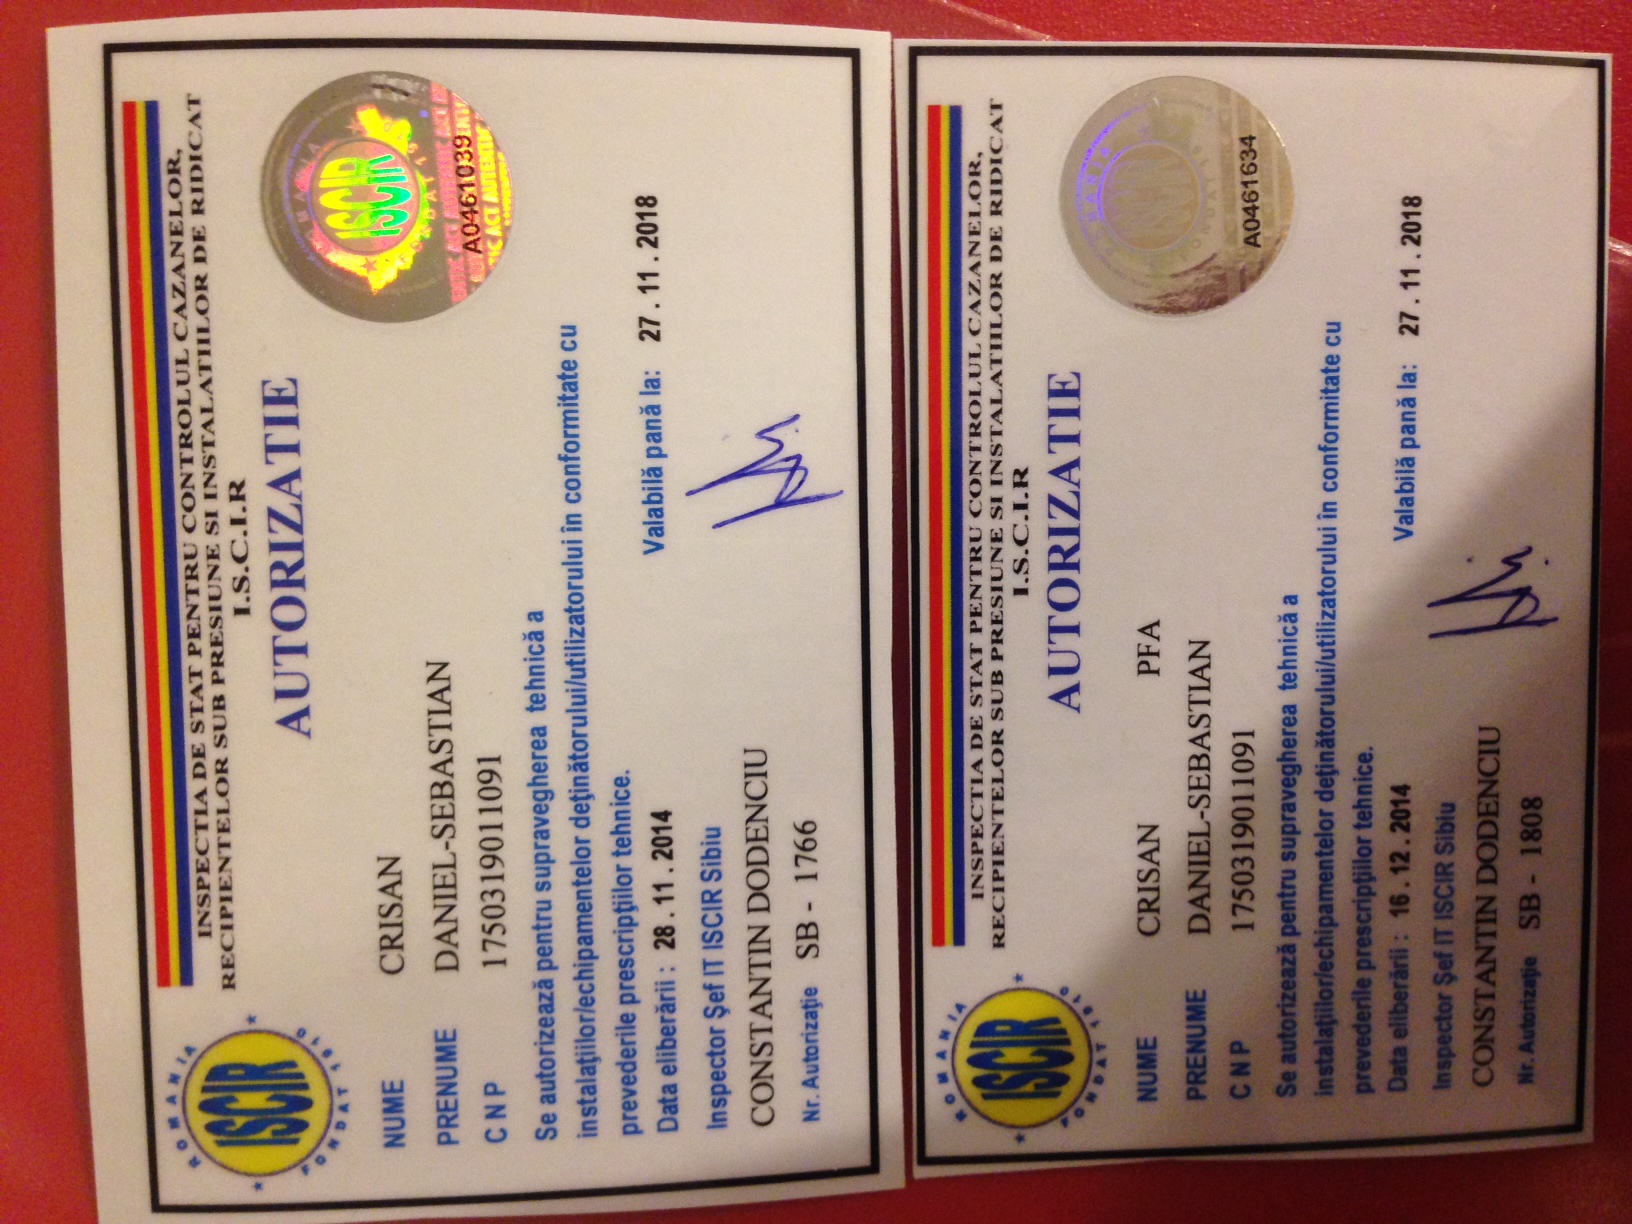 INSPECTIA DE STAT PENTRU CONTROLUL CAZANELOR,
RECIPIENTELOR SUB PRESIUNE SI INSTALATIILOR DE RIDICAT
I.S.C.I.R
AUTORIZATIE
ROMANIA
ISCIR
FONDAT 1910
ISCIR
A0461039
NUME CRISAN
PRENUME DANIEL-SEBASTIAN
C N P 1750319011091
Se autorizează pentru supravegherea tehnică a
instalaţiilor/echipamentelor deţinătorului/utilizatorului în conformitate cu
prevederile prescripţiilor tehnice.
Data eliberării : 28 . 11 . 2014 Valabilă pană la: 27 . 11 . 2018
Inspector Şef IT ISCIR Sibiu
CONSTANTIN DODENCIU
Nr. Autorizaţie SB - 1766
INSPECTIA DE STAT PENTRU CONTROLUL CAZANELOR,
RECIPIENTELOR SUB PRESIUNE SI INSTALATIILOR DE RIDICAT
I.S.C.I.R
AUTORIZATIE
ROMANIA
ISCIR
FONDAT 1910
ISCIR
A0461634
NUME CRISAN PFA
PRENUME DANIEL-SEBASTIAN
C N P 1750319011091
Se autorizează pentru supravegherea tehnică a
instalaţiilor/echipamentelor deţinătorului/utilizatorului în conformitate cu
prevederile prescripţiilor tehnice.
Data eliberării : 16 . 12 . 2014 Valabilă pană la: 27 . 11 . 2018
Inspector Şef IT ISCIR Sibiu
CONSTANTIN DODENCIU
Nr. Autorizaţie SB - 1808